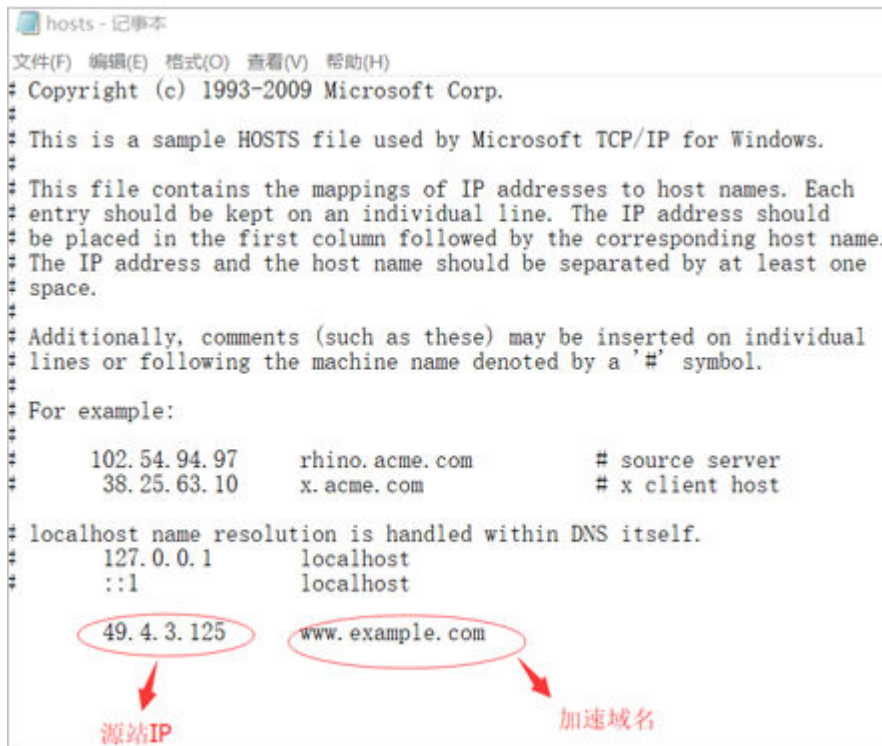 hosts - 记事本
文件(F) 编辑(E) 格式(O) 查看(V) 帮助(H)
# Copyright (c) 1993-2009 Microsoft Corp.
#
# This is a sample HOSTS file used by Microsoft TCP/IP for Windows.
#
# This file contains the mappings of IP addresses to host names. Each
# entry should be kept on an individual line. The IP address should
# be placed in the first column followed by the corresponding host name.
# The IP address and the host name should be separated by at least one
# space.
#
# Additionally, comments (such as these) may be inserted on individual
# lines or following the machine name denoted by a '#' symbol.
#
# For example:
#
# 102.54.94.97 rhino.acme.com # source server
# 38.25.63.10 x.acme.com # x client host

# localhost name resolution is handled within DNS itself.
# 127.0.0.1 localhost
# ::1 localhost

49.4.3.125 www.example.com
源站IP 加速域名